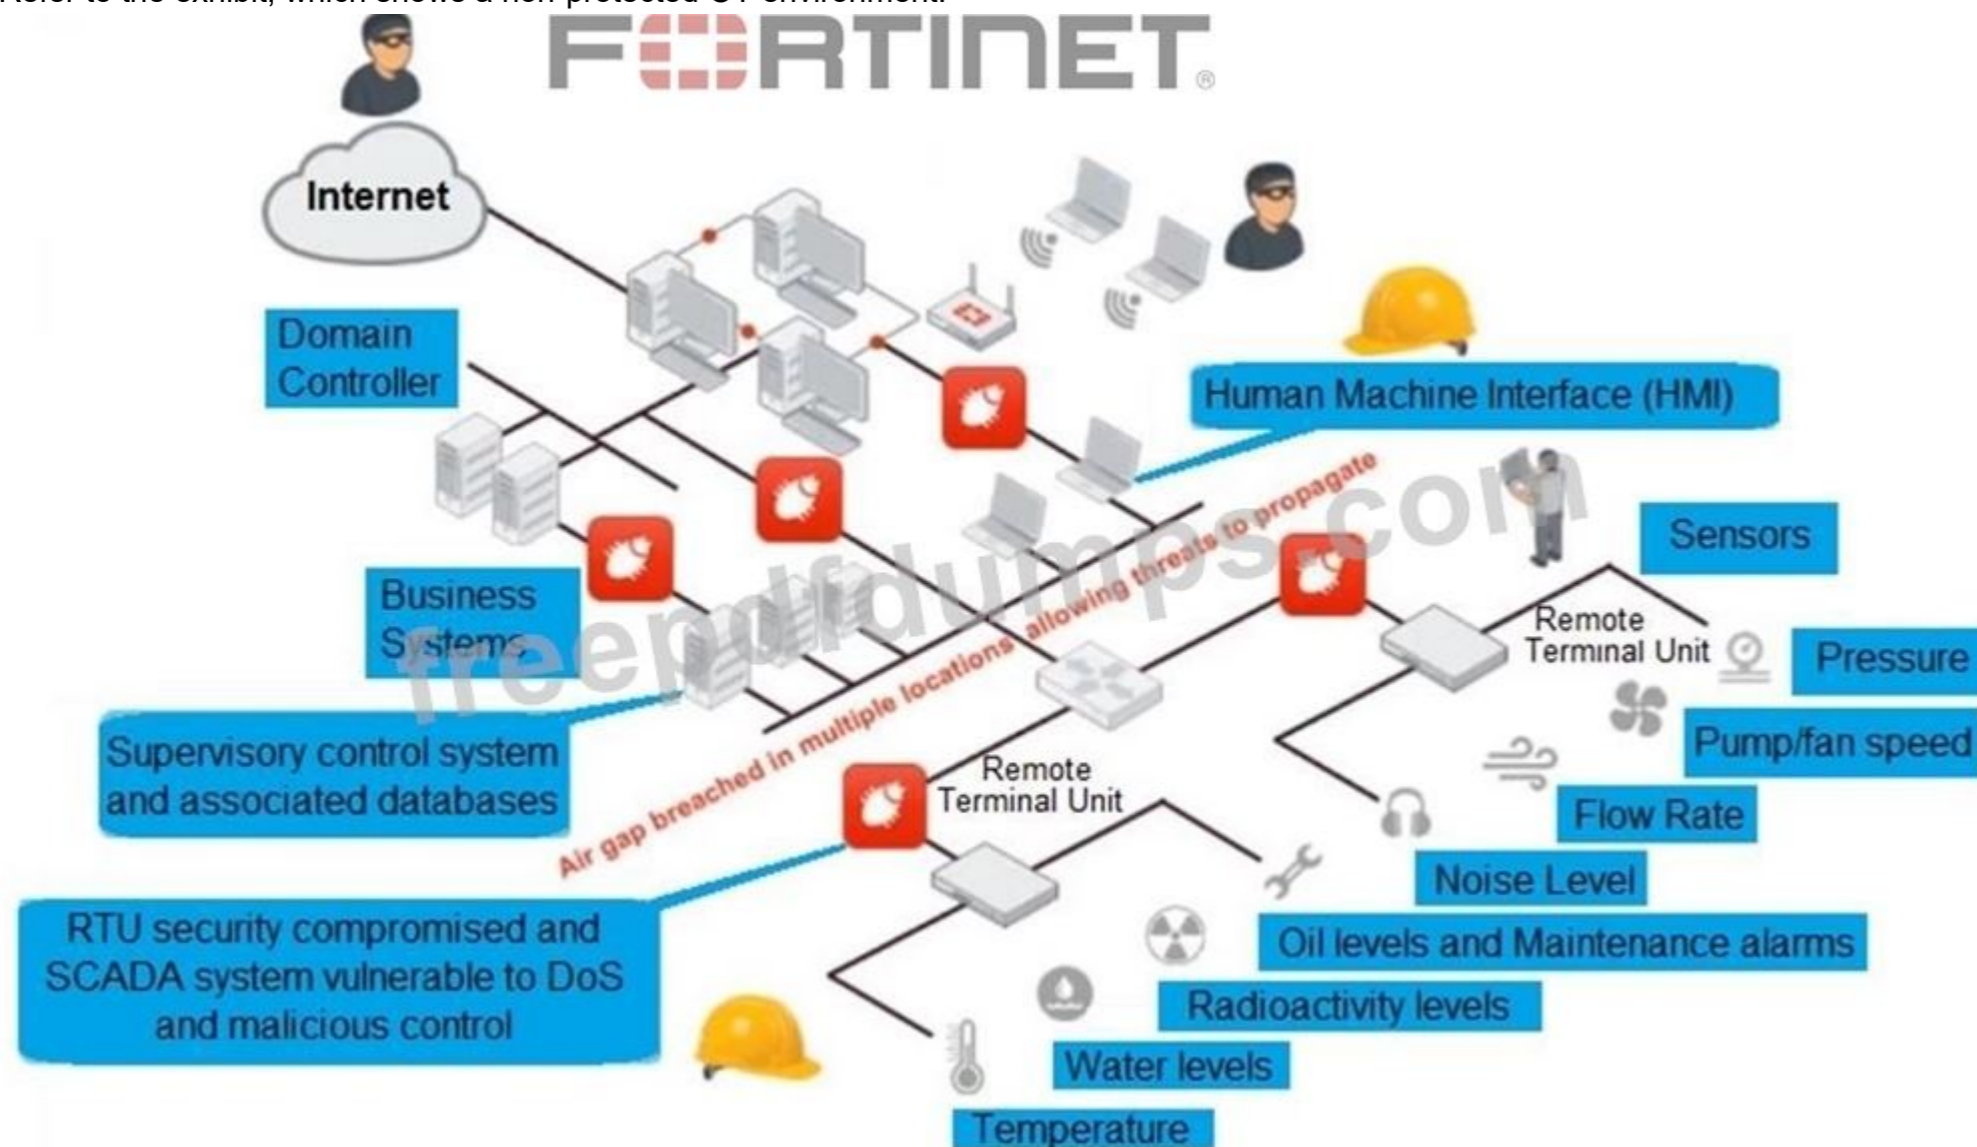 Refer to the exhibit, which shows a non-protected OT environment.
FORTINET®
Internet
Domain
Controller
Human Machine Interface (HMI)
Sensors
Business
Systems
freepdfdumps.com
Air gap breached in multiple locations allowing threats to propagate
Remote
Terminal Unit
Pressure
Pump/fan speed
Supervisory control system
and associated databases
Remote
Terminal Unit
Flow Rate
Noise Level
RTU security compromised and
SCADA system vulnerable to DoS
and malicious control
Oil levels and Maintenance alarms
Radioactivity levels
Water levels
Temperature